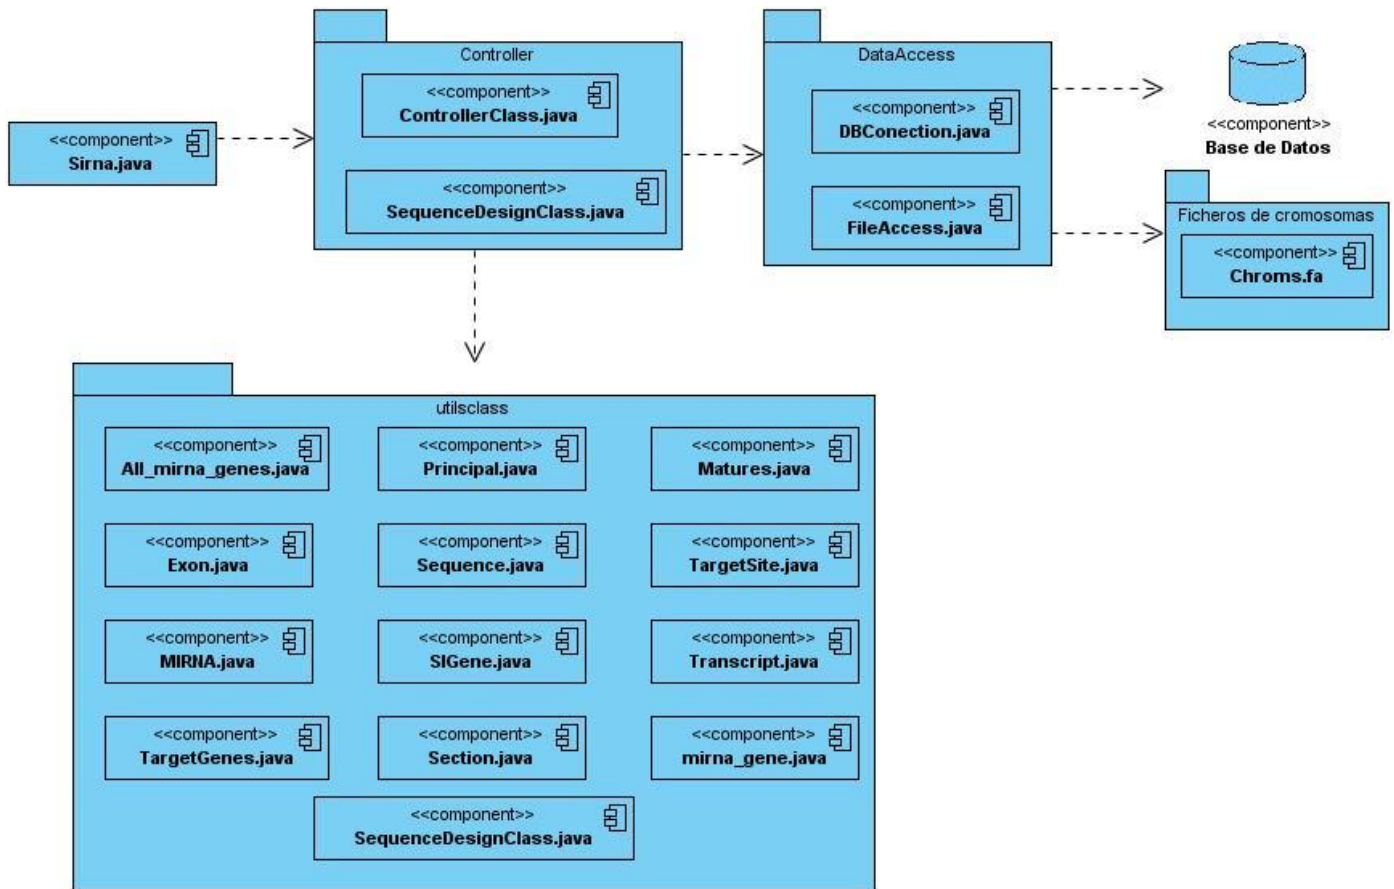 <<component>>
Sirna.java
Controller
<<component>>
ControllerClass.java
<<component>>
SequenceDesignClass.java
DataAccess
<<component>>
DBConection.java
<<component>>
FileAccess.java
<<component>>
Base de Datos
Ficheros de cromosomas
<<component>>
Chroms.fa
utilsclass
<<component>>
All_mirna_genes.java
<<component>>
Principal.java
<<component>>
Matures.java
<<component>>
Exon.java
<<component>>
Sequence.java
<<component>>
TargetSite.java
<<component>>
MIRNA.java
<<component>>
SIGene.java
<<component>>
Transcript.java
<<component>>
TargetGenes.java
<<component>>
Section.java
<<component>>
mirna_gene.java
<<component>>
SequenceDesignClass.java